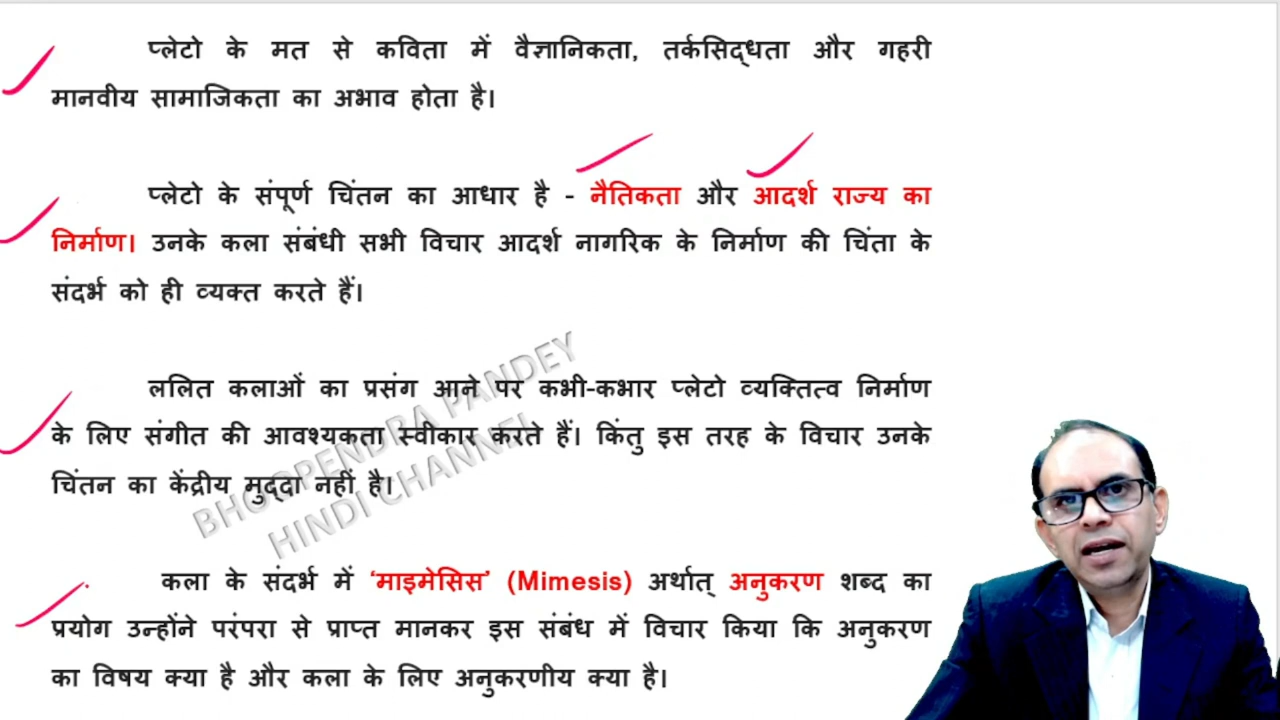 प्लेटो के मत से कविता में वैज्ञानिकता, तर्कसिद्धता और गहरी
मानवीय सामाजिकता का अभाव होता है।
प्लेटो के संपूर्ण चिंतन का आधार है - नैतिकता और आदर्श राज्य का
निर्माण। उनके कला संबंधी सभी विचार आदर्श नागरिक के निर्माण की चिंता के
संदर्भ को ही व्यक्त करते हैं।
ललित कलाओं का प्रसंग आने पर कभी-कभार प्लेटो व्यक्तित्व निर्माण
के लिए संगीत की आवश्यकता स्वीकार करते हैं। किंतु इस तरह के विचार उनके
चिंतन का केंद्रीय मुद्दा नहीं है।
BHOOPENDRA PANDEY
HINDI CHANNEL
कला के संदर्भ में ‘माइमेसिस’ (Mimesis) अर्थात् अनुकरण शब्द का
प्रयोग उन्होंने परंपरा से प्राप्त मानकर इस संबंध में विचार किया कि अनुकरण
का विषय क्या है और कला के लिए अनुकरणीय क्या है।